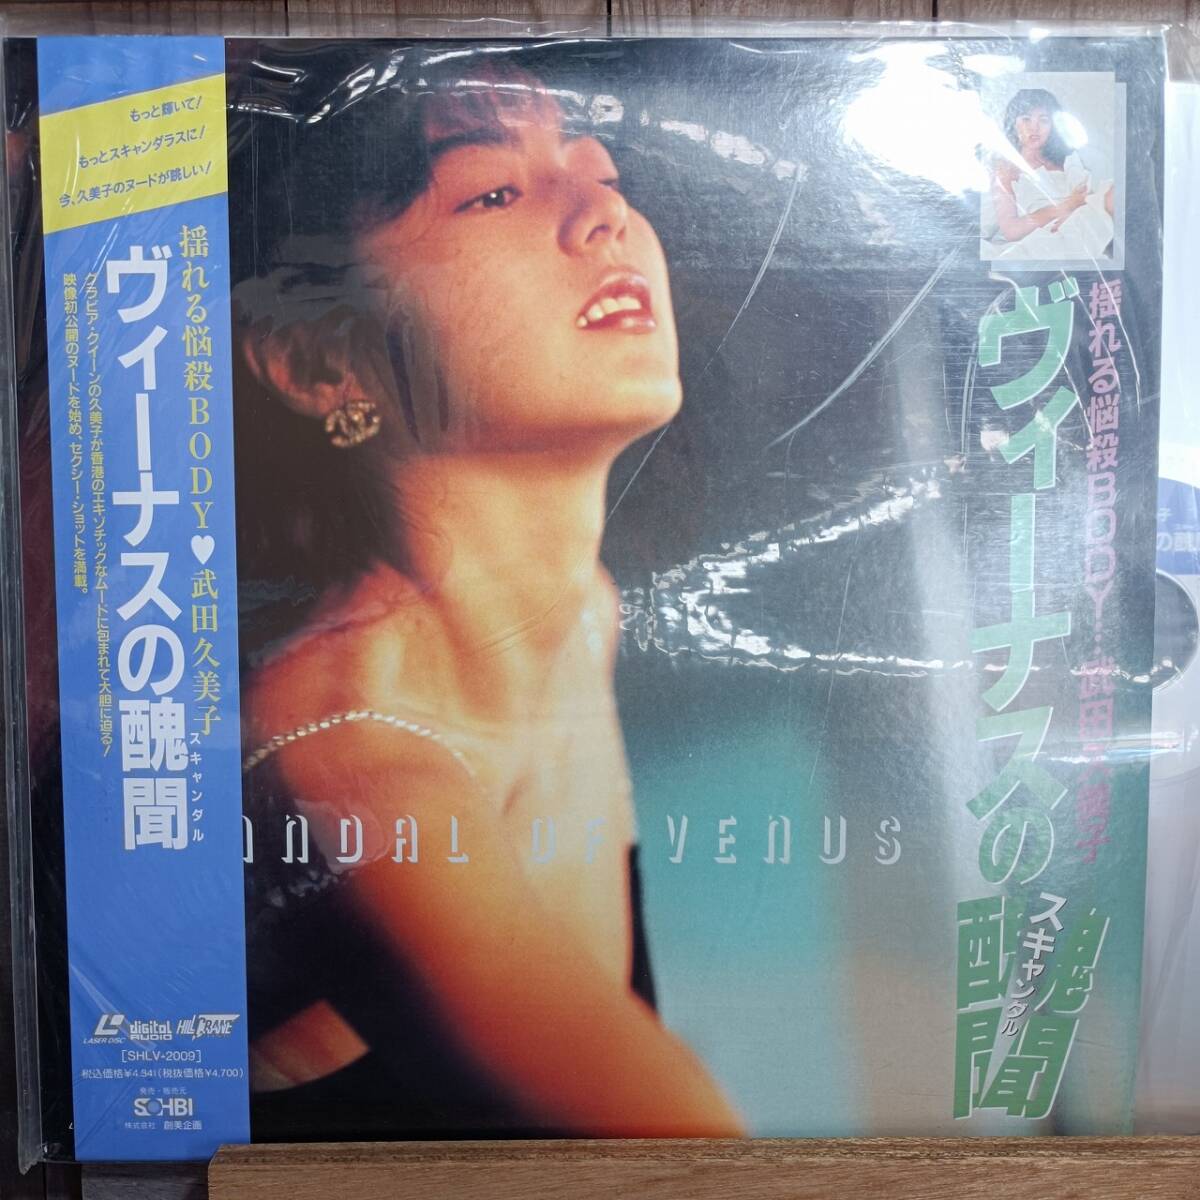 もっと輝いて!
もっとスキャンダラスに!
今、久美子のヌードが眺しい!
揺れる悩殺BODY♥武田久美子
ヴィーナスの醜聞
スキャンダル
グラビア・クイーンの久美子が香港のエキゾチックなムードに包まれて大胆に迫る!
映像初公開のヌードを始め、セクシー・ショットを満載。
LASER DISC
digital AUDIO
HILL CRANE
[SHLV-2009]
税込価格¥4,841(税抜価格¥4,700)
発売・販売元
SOHBI
株式会社 創美企画
NDAL OF VENUS
揺れる悩殺BODY…武田久美子
ヴィーナスの醜聞
スキャンダル
の醜